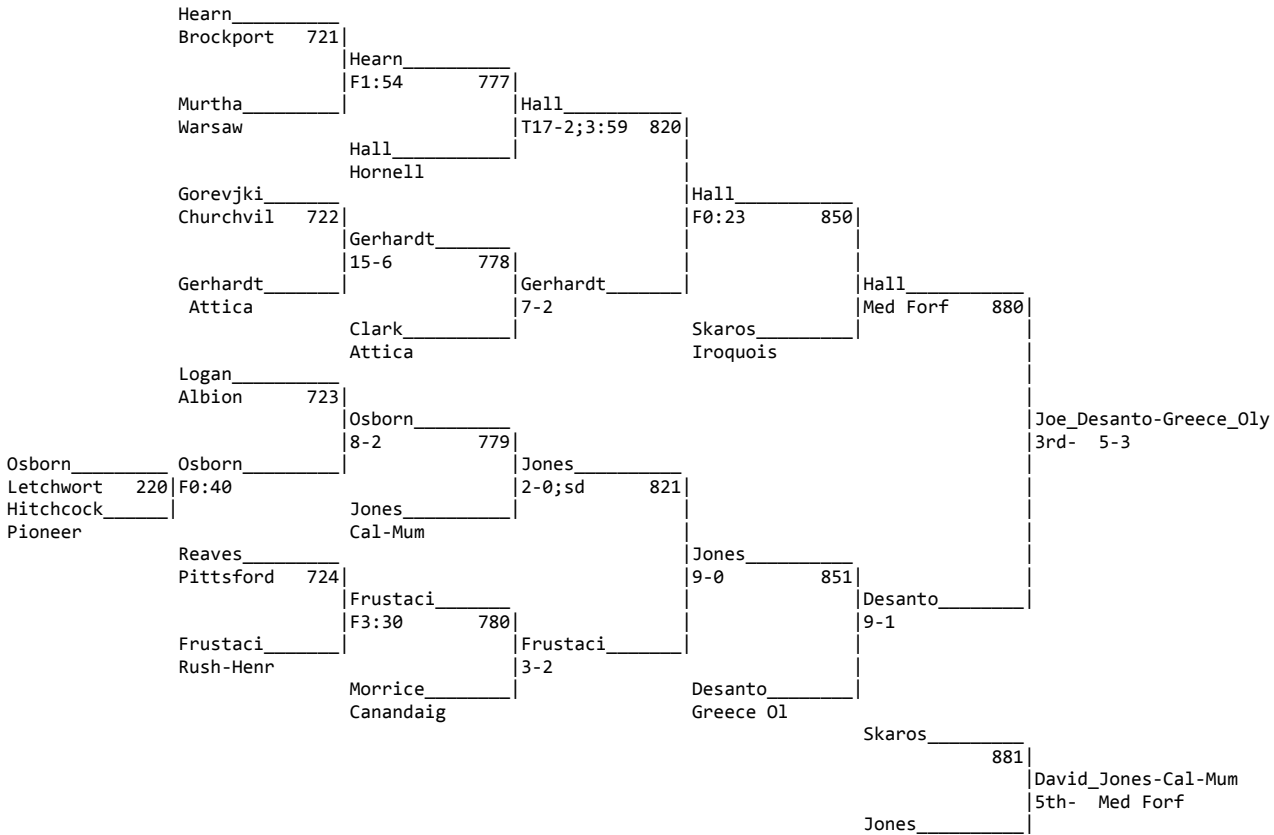 Hearn
Brockport 721
Hearn
F1:54 777
Murtha Hall
Warsaw T17-2;3:59 820
Hall
Hornell
Gorevjki Hall
Churchvil 722 F0:23 850
Gerhardt
15-6 778
Gerhardt Gerhardt Hall
Attica 7-2 Med Forf 880
Clark Skaros
Attica Iroquois
Logan
Albion 723
Osborn Joe_Desanto-Greece_Oly
8-2 779 3rd- 5-3
Osborn Osborn Jones
Letchwort 220 F0:40 2-0;sd 821
Hitchcock Jones
Pioneer Cal-Mum
Reaves Jones
Pittsford 724 9-0 851
Frustaci Desanto
F3:30 780 9-1
Frustaci Frustaci
Rush-Henr 3-2
Morrice Desanto
Canandaig Greece Ol
Skaros
881
David_Jones-Cal-Mum
5th- Med Forf
Jones